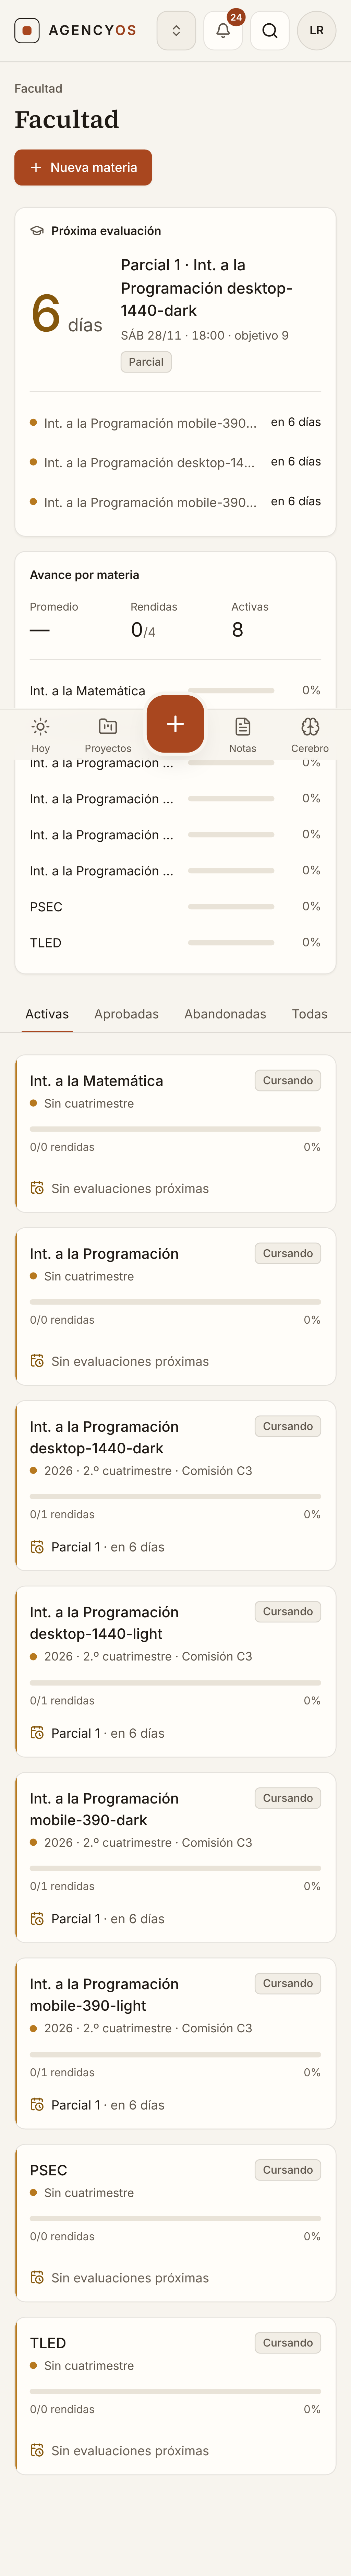 AGENCYOS
24
LR
Facultad
Facultad
Nueva materia
Próxima evaluación
6 días
Parcial 1 · Int. a la
Programación desktop-
1440-dark
SÁB 28/11 · 18:00 · objetivo 9
Parcial
Int. a la Programación mobile-390... en 6 días
Int. a la Programación desktop-14... en 6 días
Int. a la Programación mobile-390... en 6 días
Avance por materia
Promedio Rendidas Activas
— 0/4 8
Int. a la Matemática 0%
Hoy Proyectos Notas Cerebro
Int. a la Programación ... 0%
Int. a la Programación ... 0%
Int. a la Programación ... 0%
Int. a la Programación ... 0%
PSEC 0%
TLED 0%
Activas Aprobadas Abandonadas Todas
Int. a la Matemática Cursando
Sin cuatrimestre
0/0 rendidas 0%
Sin evaluaciones próximas
Int. a la Programación Cursando
Sin cuatrimestre
0/0 rendidas 0%
Sin evaluaciones próximas
Int. a la Programación Cursando
desktop-1440-dark
2026 · 2.º cuatrimestre · Comisión C3
0/1 rendidas 0%
Parcial 1 · en 6 días
Int. a la Programación Cursando
desktop-1440-light
2026 · 2.º cuatrimestre · Comisión C3
0/1 rendidas 0%
Parcial 1 · en 6 días
Int. a la Programación Cursando
mobile-390-dark
2026 · 2.º cuatrimestre · Comisión C3
0/1 rendidas 0%
Parcial 1 · en 6 días
Int. a la Programación Cursando
mobile-390-light
2026 · 2.º cuatrimestre · Comisión C3
0/1 rendidas 0%
Parcial 1 · en 6 días
PSEC Cursando
Sin cuatrimestre
0/0 rendidas 0%
Sin evaluaciones próximas
TLED Cursando
Sin cuatrimestre
0/0 rendidas 0%
Sin evaluaciones próximas